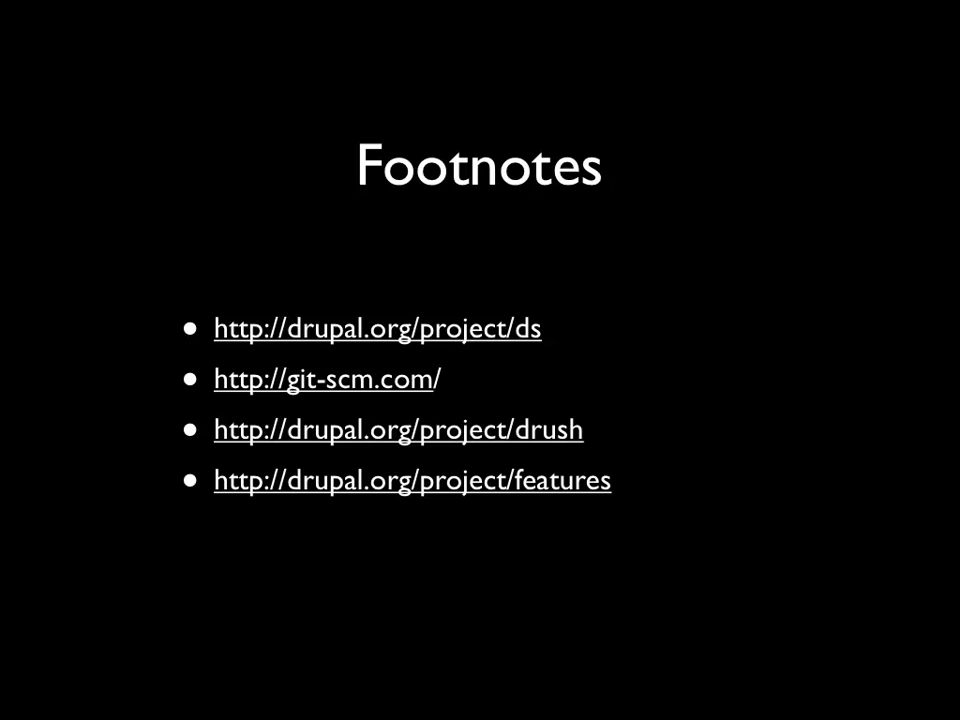 Footnotes
• http://drupal.org/project/ds
• http://git-scm.com/
• http://drupal.org/project/drush
• http://drupal.org/project/features